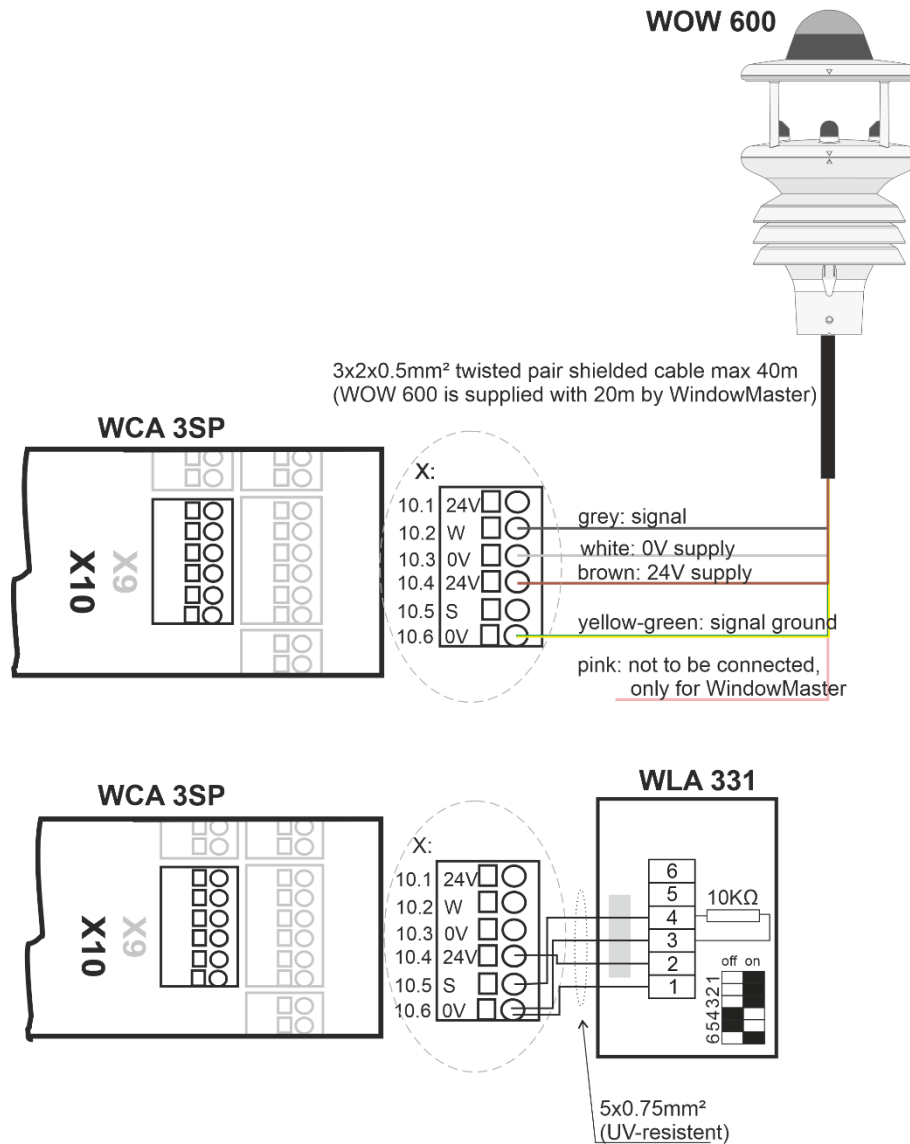 WOW 600
3x2x0.5mm² twisted pair shielded cable max 40m
(WOW 600 is supplied with 20m by WindowMaster)
WCA 3SP
X10
X9
X:
10.1 24V
10.2 W
10.3 0V
10.4 24V
10.5 S
10.6 0V
grey: signal
white: 0V supply
brown: 24V supply
yellow-green: signal ground
pink: not to be connected,
only for WindowMaster
WCA 3SP
X10
X9
X:
10.1 24V
10.2 W
10.3 0V
10.4 24V
10.5 S
10.6 0V
WLA 331
6
5
4
3
2
1
10KΩ
off on
654321
5x0.75mm²
(UV-resistent)